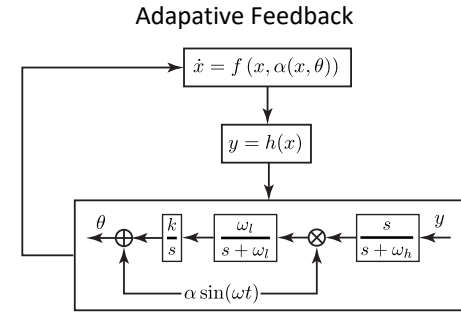 Adapative Feedback
ẋ = f (x, α(x, θ))
y = h(x)
θ ⊕ k/s ω_l/(s + ω_l) ⊗ s/(s + ω_h) y
α sin(ωt)